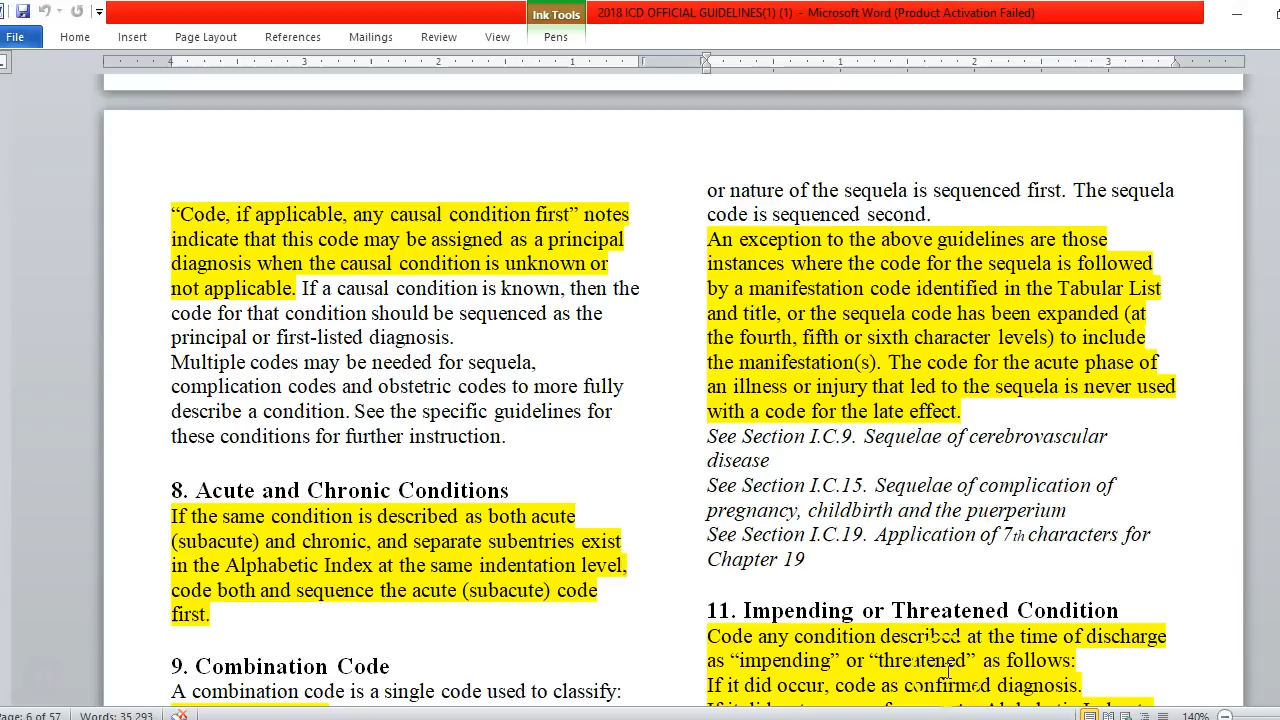 Ink Tools
2018 ICD OFFICIAL GUIDELINES(1) (1) - Microsoft Word (Product Activation Failed)
File Home Insert Page Layout References Mailings Review View Pens
4 3 2 1 1 2 3
“Code, if applicable, any causal condition first” notes
indicate that this code may be assigned as a principal
diagnosis when the causal condition is unknown or
not applicable. If a causal condition is known, then the
code for that condition should be sequenced as the
principal or first-listed diagnosis.
Multiple codes may be needed for sequela,
complication codes and obstetric codes to more fully
describe a condition. See the specific guidelines for
these conditions for further instruction.
8. Acute and Chronic Conditions
If the same condition is described as both acute
(subacute) and chronic, and separate subentries exist
in the Alphabetic Index at the same indentation level,
code both and sequence the acute (subacute) code
first.
9. Combination Code
A combination code is a single code used to classify:
or nature of the sequela is sequenced first. The sequela
code is sequenced second.
An exception to the above guidelines are those
instances where the code for the sequela is followed
by a manifestation code identified in the Tabular List
and title, or the sequela code has been expanded (at
the fourth, fifth or sixth character levels) to include
the manifestation(s). The code for the acute phase of
an illness or injury that led to the sequela is never used
with a code for the late effect.
See Section I.C.9. Sequelae of cerebrovascular
disease
See Section I.C.15. Sequelae of complication of
pregnancy, childbirth and the puerperium
See Section I.C.19. Application of 7th characters for
Chapter 19
11. Impending or Threatened Condition
Code any condition described at the time of discharge
as “impending” or “threatened” as follows:
If it did occur, code as confirmed diagnosis.
Page: 6 of 57 Words: 35,293 140%